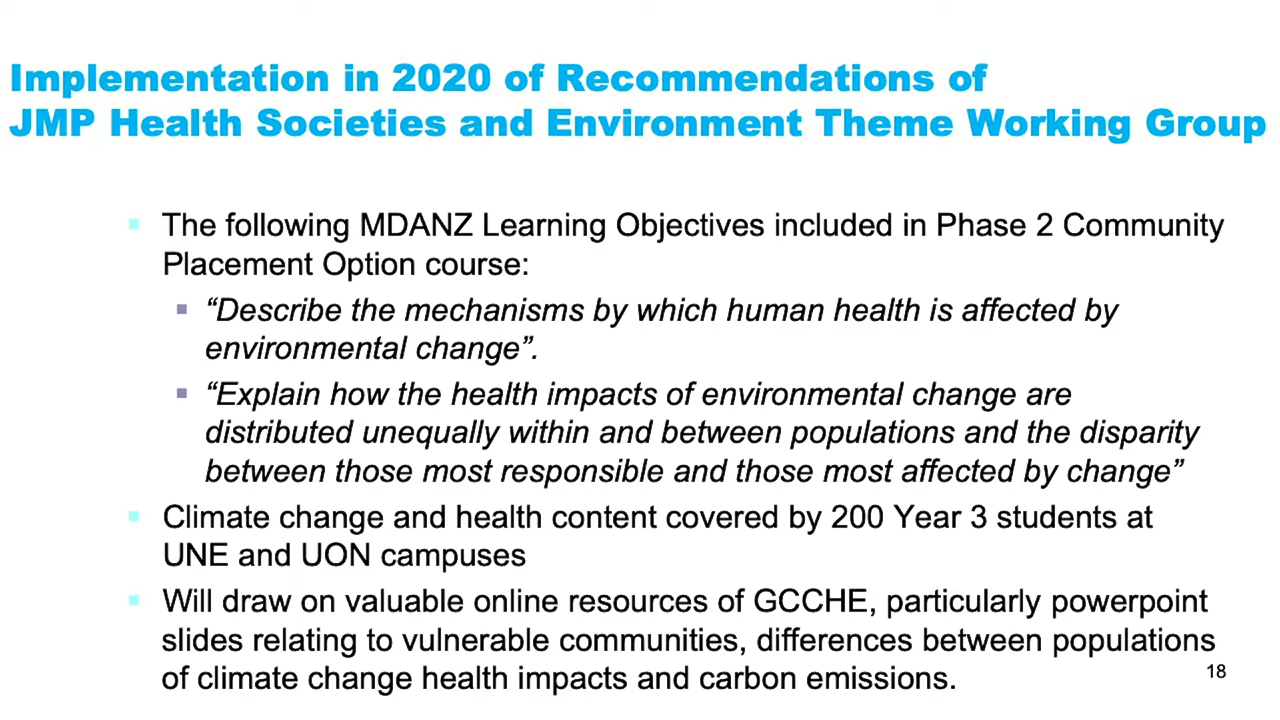 Implementation in 2020 of Recommendations of
JMP Health Societies and Environment Theme Working Group
The following MDANZ Learning Objectives included in Phase 2 Community
Placement Option course:
“Describe the mechanisms by which human health is affected by
environmental change”.
“Explain how the health impacts of environmental change are
distributed unequally within and between populations and the disparity
between those most responsible and those most affected by change”
Climate change and health content covered by 200 Year 3 students at
UNE and UON campuses
Will draw on valuable online resources of GCCHE, particularly powerpoint
slides relating to vulnerable communities, differences between populations
of climate change health impacts and carbon emissions.
18